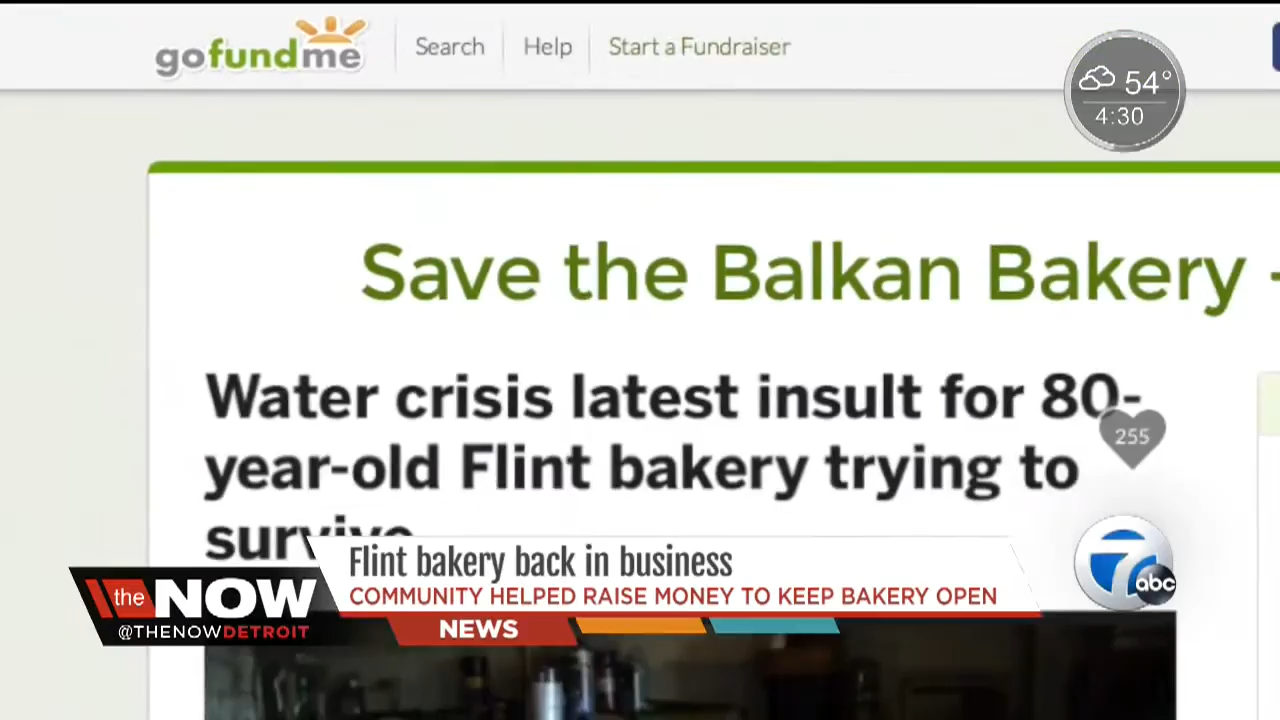 gofundme
Search
Help
Start a Fundraiser
54°
4:30
Save the Balkan Bakery -
Water crisis latest insult for 80-
year-old Flint bakery trying to
survive
255
Flint bakery back in business
COMMUNITY HELPED RAISE MONEY TO KEEP BAKERY OPEN
the NOW
@THENOWDETROIT
NEWS
7 abc